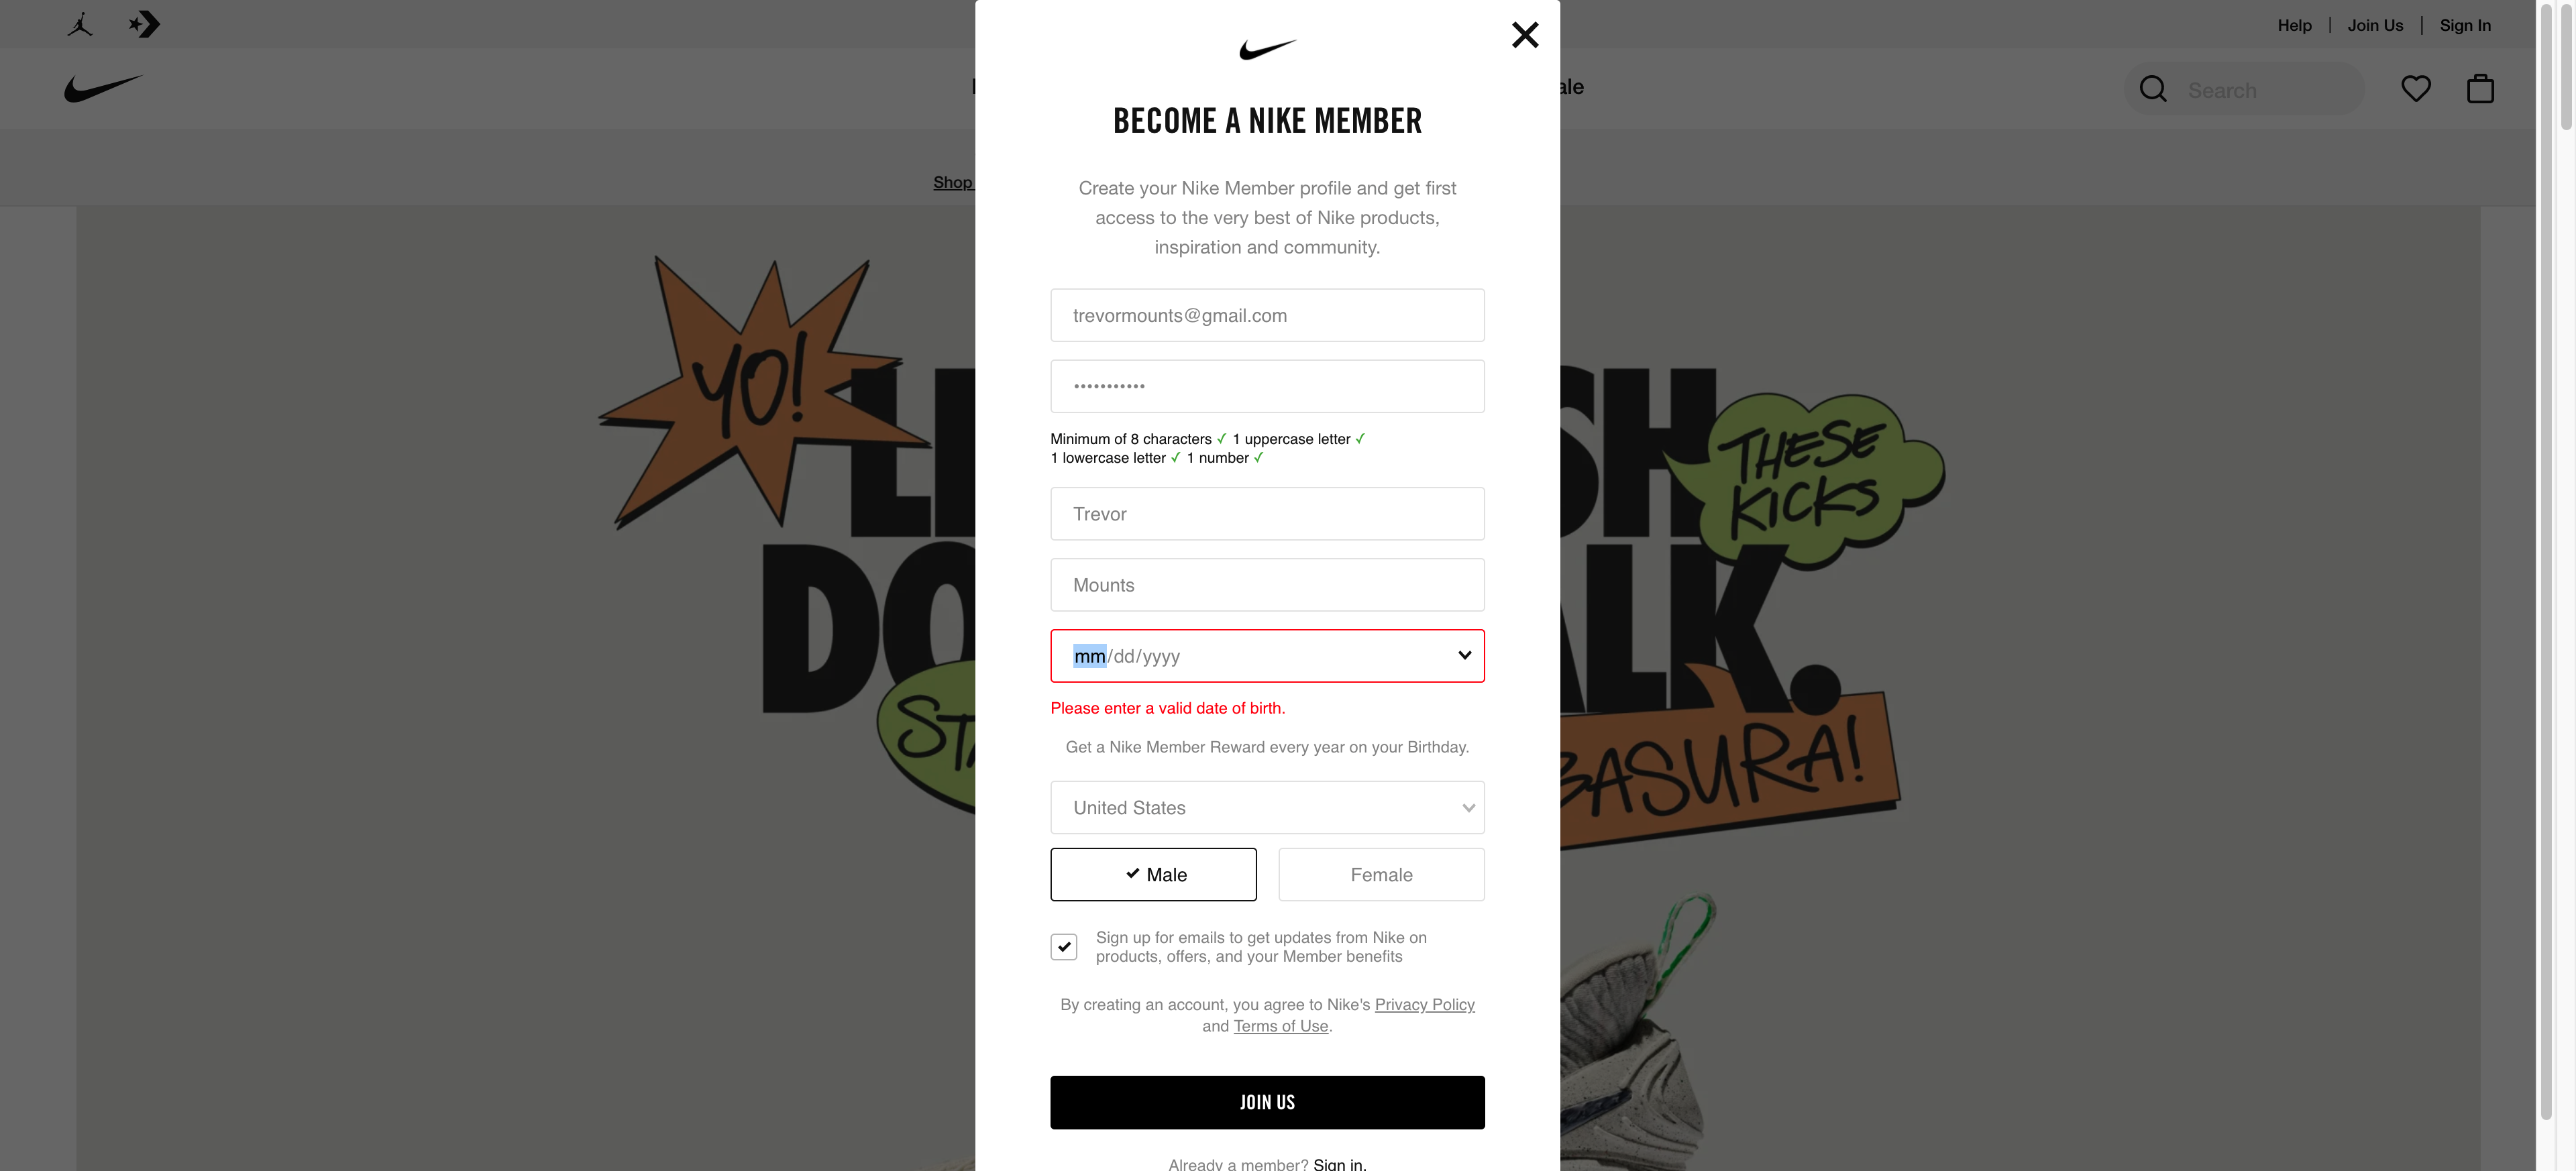 Help | Join Us | Sign In
Search
Shop
YO!
THESE
KICKS
BASURA!
BECOME A NIKE MEMBER
Create your Nike Member profile and get first
access to the very best of Nike products,
inspiration and community.
trevormounts@gmail.com
•••••••••••
Minimum of 8 characters ✓ 1 uppercase letter ✓
1 lowercase letter ✓ 1 number ✓
Trevor
Mounts
mm/dd/yyyy
Please enter a valid date of birth.
Get a Nike Member Reward every year on your Birthday.
United States
Male
Female
Sign up for emails to get updates from Nike on
products, offers, and your Member benefits
By creating an account, you agree to Nike's Privacy Policy
and Terms of Use.
JOIN US
Already a member? Sign in.